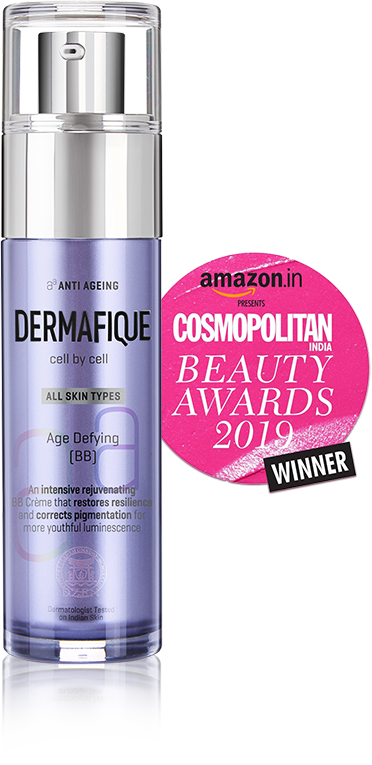 a³ ANTI AGEING
DERMAFIQUE
cell by cell
ALL SKIN TYPES
Age Defying
[BB]
An intensive rejuvenating
BB Crème that restores resilience
and corrects pigmentation for
more youthful luminescence
Dermatologist Tested
on Indian Skin
amazon.in
PRESENTS
COSMOPOLITAN
INDIA
BEAUTY
AWARDS
2019
WINNER